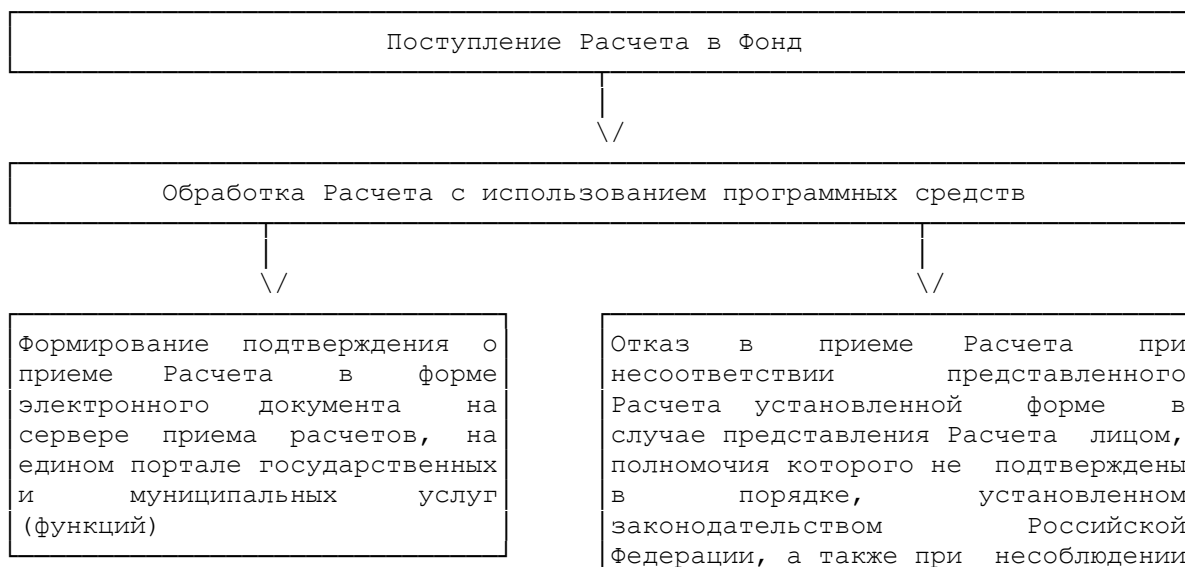 Поступление Расчета в Фонд
\/
Обработка Расчета с использованием программных средств
\/ \/
Формирование подтверждения о
приеме Расчета в форме
электронного документа на
сервере приема расчетов, на
едином портале государственных
и муниципальных услуг
(функций)
Отказ в приеме Расчета при
несоответствии представленного
Расчета установленной форме в
случае представления Расчета лицом,
полномочия которого не подтверждены
в порядке, установленном
законодательством Российской
Федерации, а также при несоблюдении